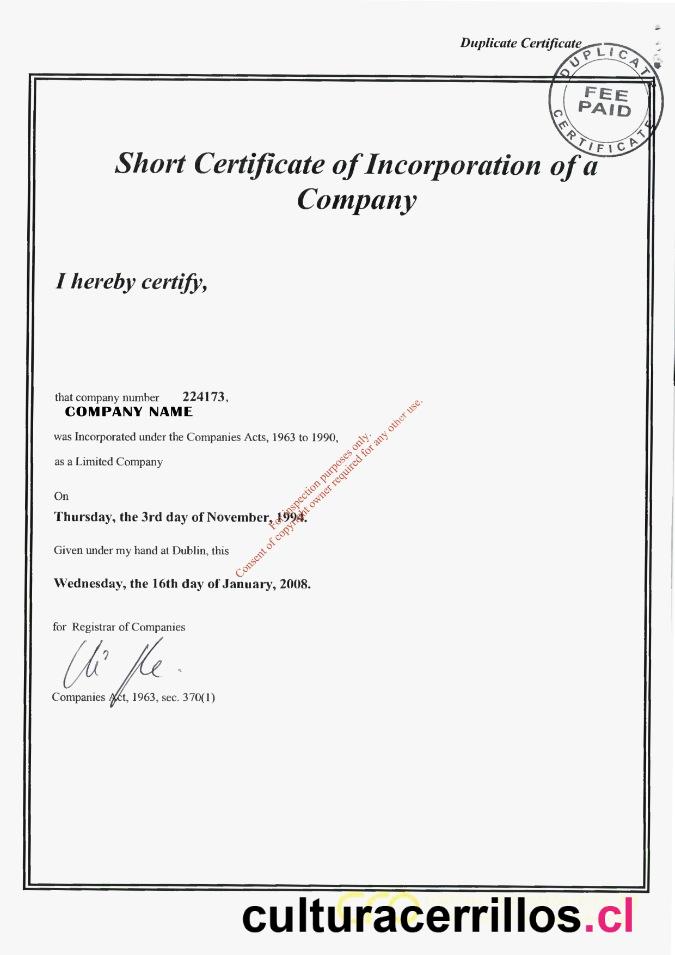 Duplicate Certificate
DUPLICATE
FEE
PAID
CERTIFICATE
Short Certificate of Incorporation of a
Company
I hereby certify,
that company number 224173,
COMPANY NAME
was Incorporated under the Companies Acts, 1963 to 1990,
as a Limited Company
On
Thursday, the 3rd day of November, 1994.
For inspection purposes only.
Consent of copyright owner required for any other use.
Given under my hand at Dublin, this
Wednesday, the 16th day of January, 2008.
for Registrar of Companies
Companies Act, 1963, sec. 370(1)
culturacerrillos.cl